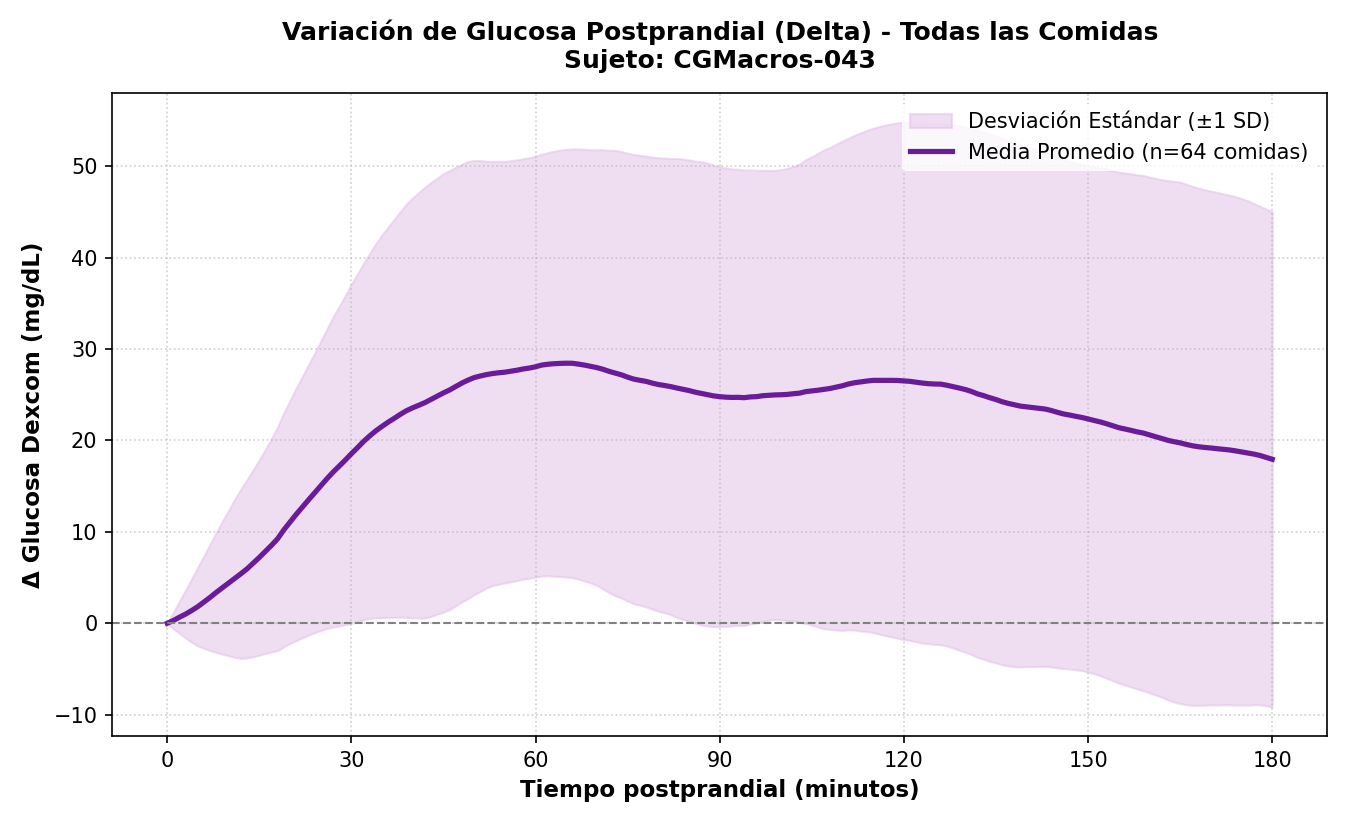 Variación de Glucosa Postprandial (Delta) - Todas las Comidas
Sujeto: CGMacros-043
Desviación Estándar (±1 SD)
Media Promedio (n=64 comidas)
Δ Glucosa Dexcom (mg/dL)
50
40
30
20
10
0
−10
0 30 60 90 120 150 180
Tiempo postprandial (minutos)